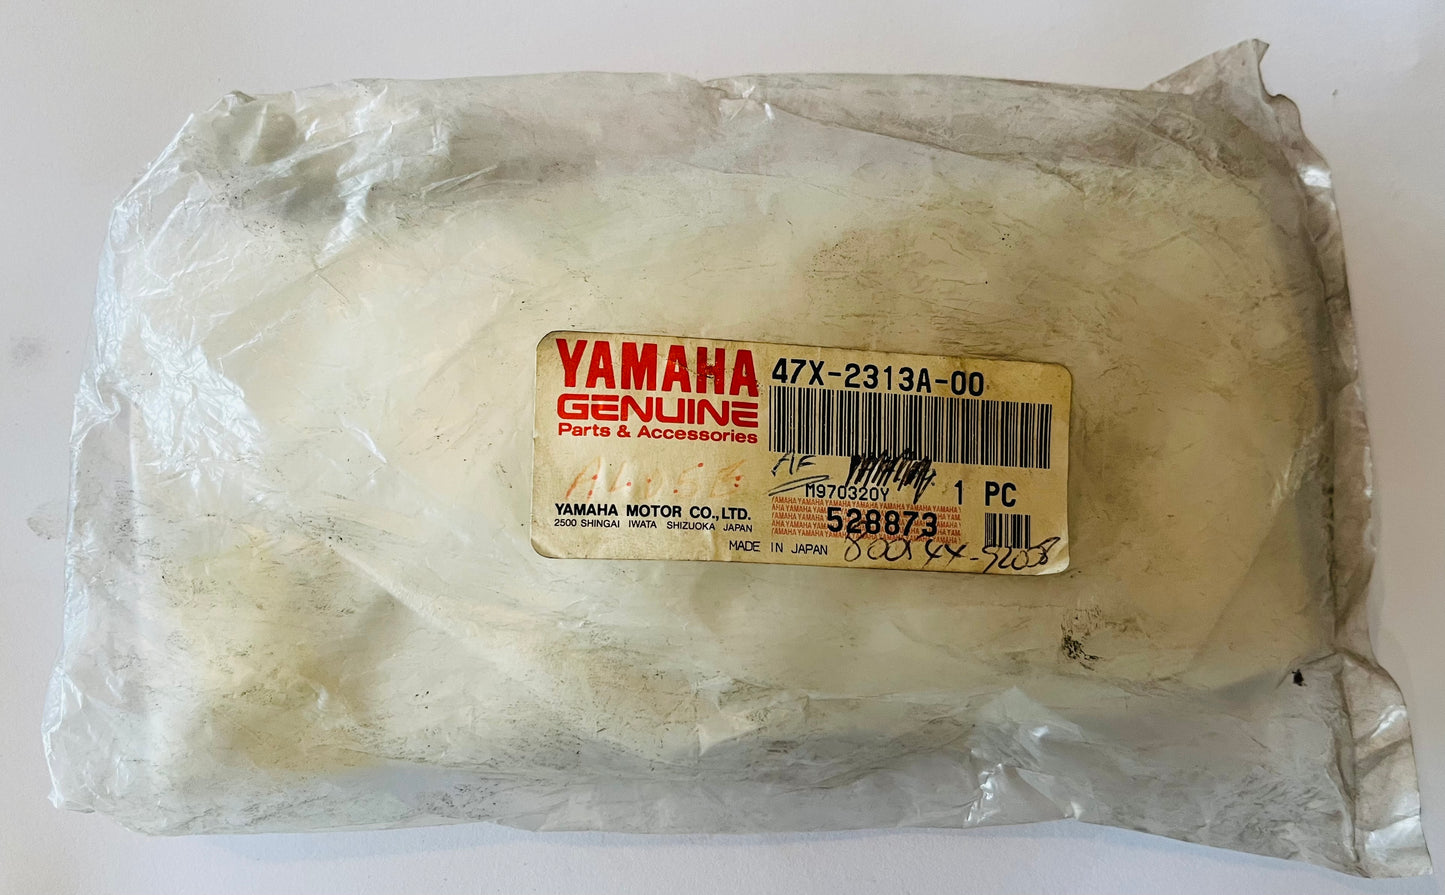 YAMAHA
GENUINE
Parts & Accessories
47X-2313A-00
AF
M970320Y 1 PC
528873
YAMAHA MOTOR CO.,LTD.
2500 SHINGAI IWATA SHIZUOKA JAPAN
MADE IN JAPAN